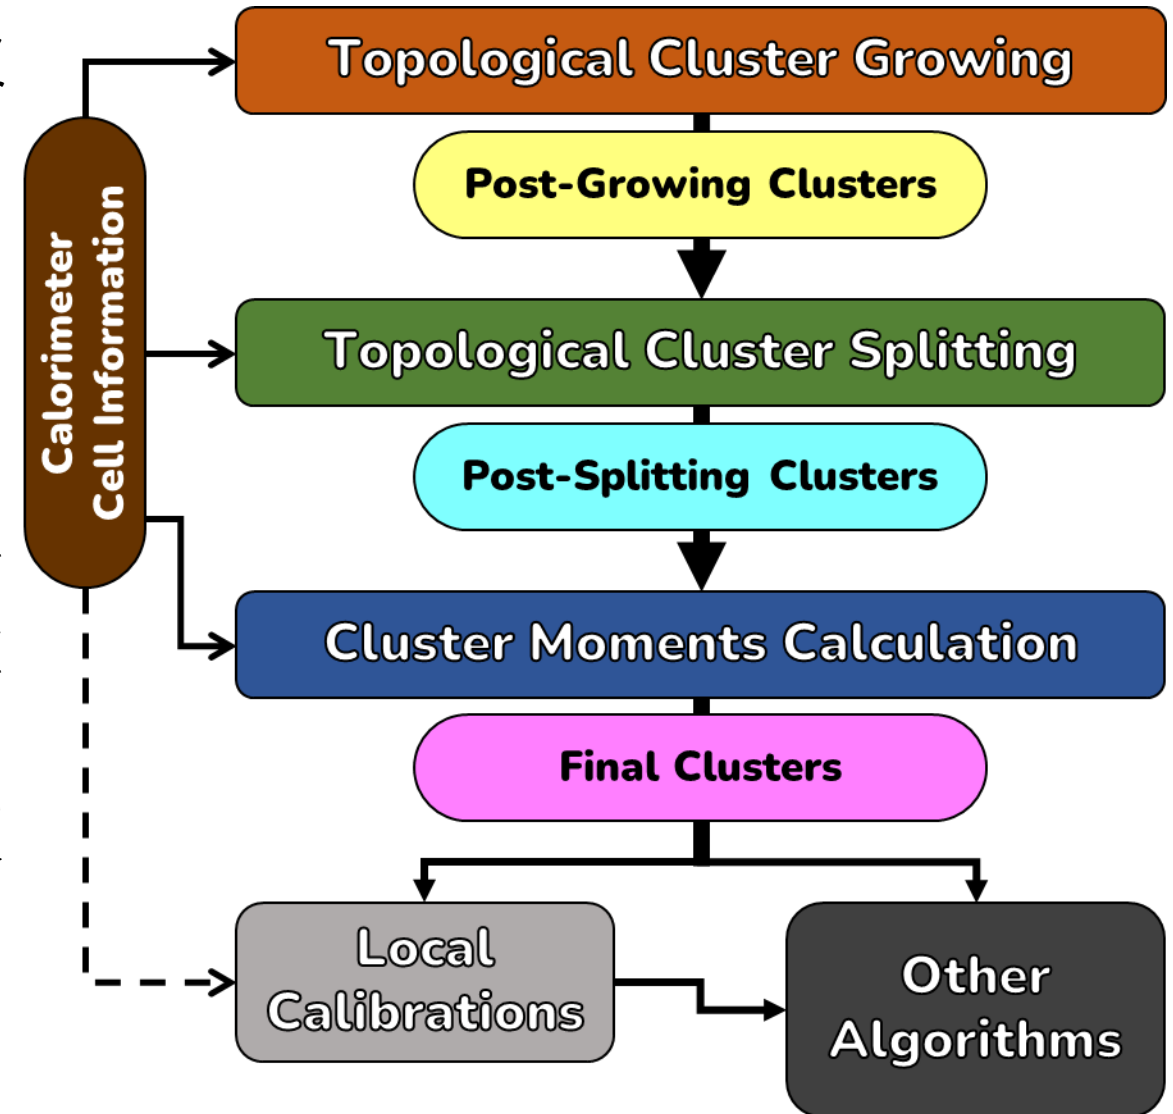 Topological Cluster Growing
Post-Growing Clusters
Calorimeter
Cell Information
Topological Cluster Splitting
Post-Splitting Clusters
Cluster Moments Calculation
Final Clusters
Local
Calibrations
Other
Algorithms